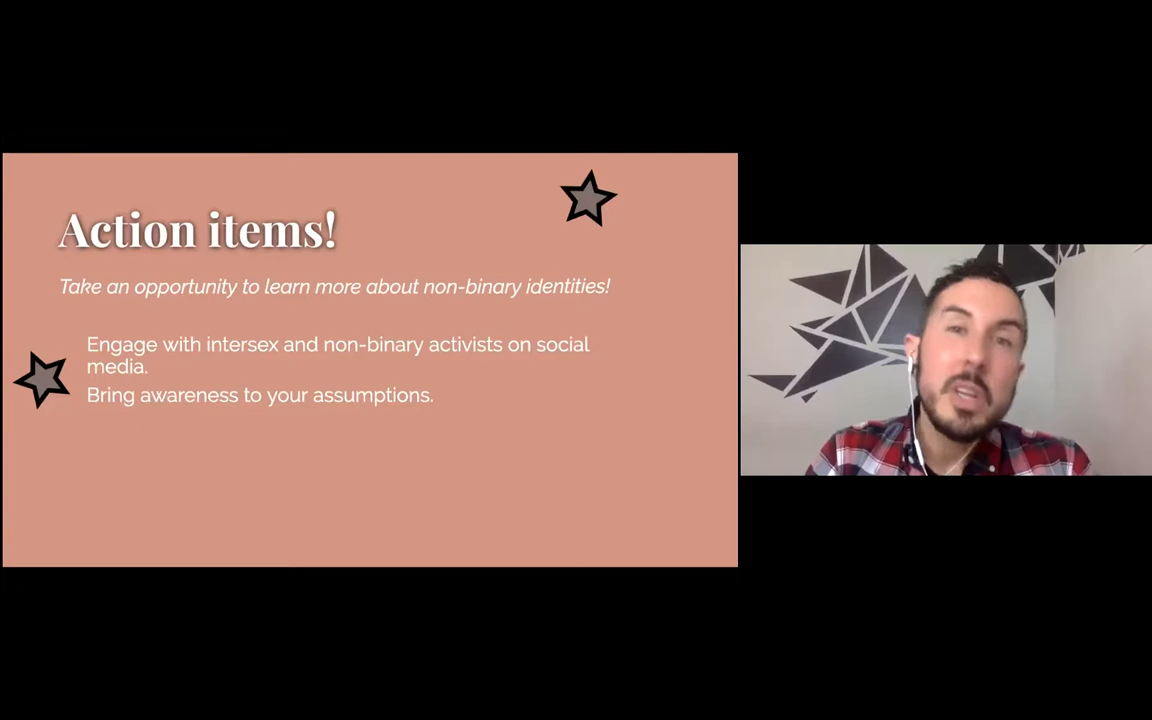 Action items!
Take an opportunity to learn more about non-binary identities!
Engage with intersex and non-binary activists on social
media.
Bring awareness to your assumptions.